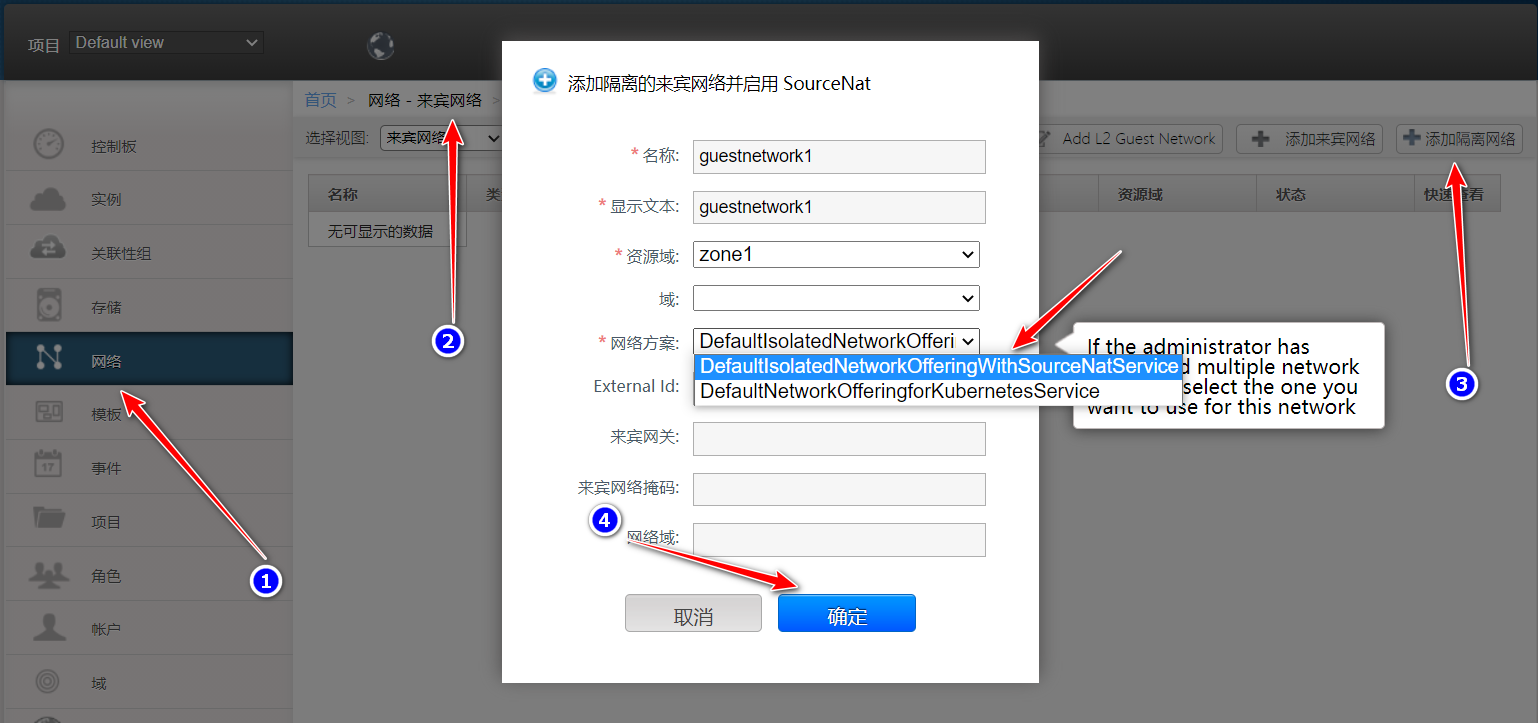 项目 Default view
首页 > 网络 - 来宾网络 >
选择视图: 来宾网络
Add L2 Guest Network
添加来宾网络
添加隔离网络
名称
类
资源域
状态
快速查看
无可显示的数据
控制板
实例
关联性组
存储
网络
模板
事件
17
项目
角色
帐户
域
添加隔离的来宾网络并启用 SourceNat
* 名称: guestnetwork1
* 显示文本: guestnetwork1
* 资源域: zone1
域:
* 网络方案: DefaultIsolatedNetworkOfferi
DefaultIsolatedNetworkOfferingWithSourceNatService
DefaultNetworkOfferingforKubernetesService
External Id:
来宾网关:
来宾网络掩码:
网络域:
取消
确定
If the administrator has
d multiple network
select the one you
want to use for this network
1
2
3
4